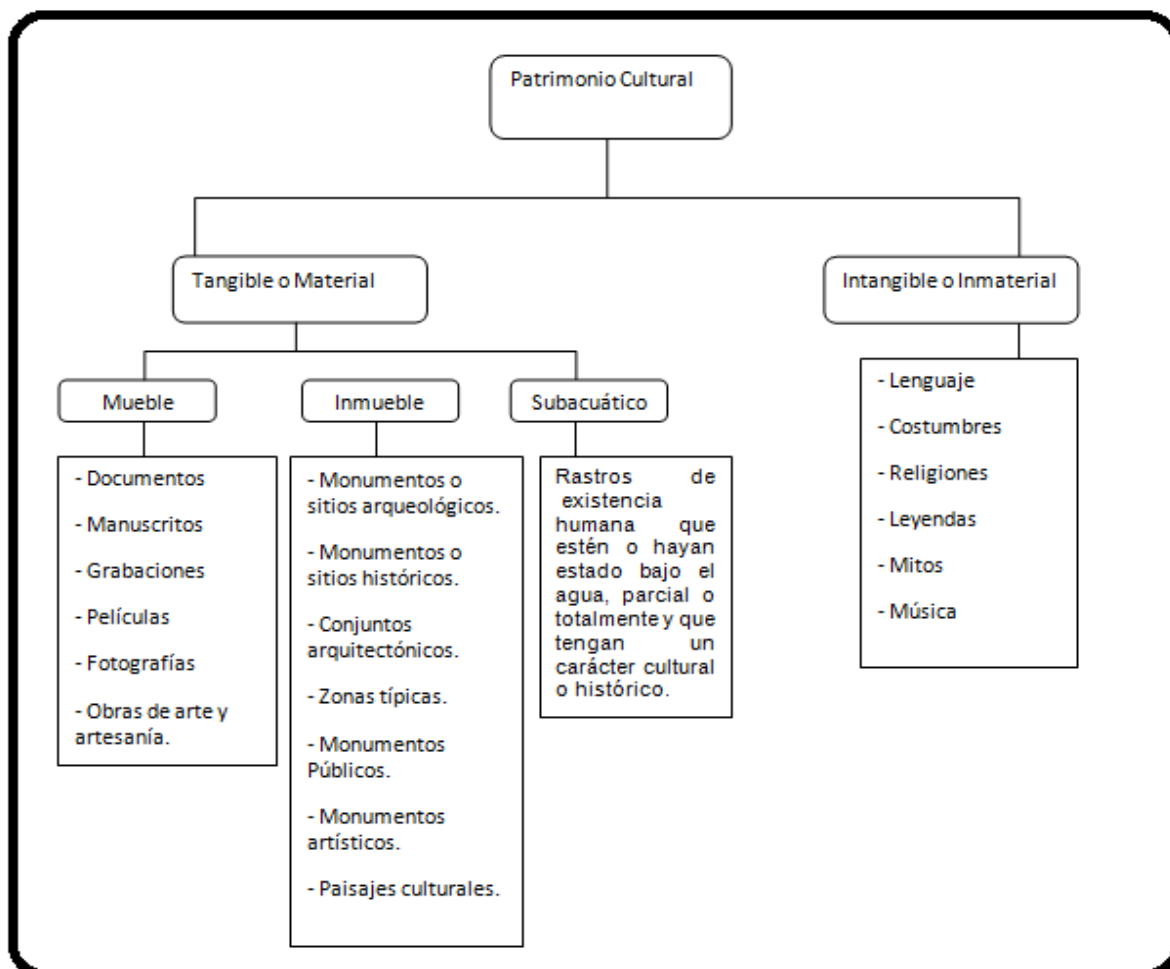 Patrimonio Cultural
Tangible o Material
Intangible o Inmaterial
Mueble
Inmueble
Subacuático
- Documentos
- Manuscritos
- Grabaciones
- Películas
- Fotografías
- Obras de arte y
artesanía.
- Monumentos o
sitios arqueológicos.
- Monumentos o
sitios históricos.
- Conjuntos
arquitectónicos.
- Zonas típicas.
- Monumentos
Públicos.
- Monumentos
artísticos.
- Paisajes culturales.
Rastros de
existencia
humana que
estén o hayan
estado bajo el
agua, parcial o
totalmente y que
tengan un
carácter cultural
o histórico.
- Lenguaje
- Costumbres
- Religiones
- Leyendas
- Mitos
- Música